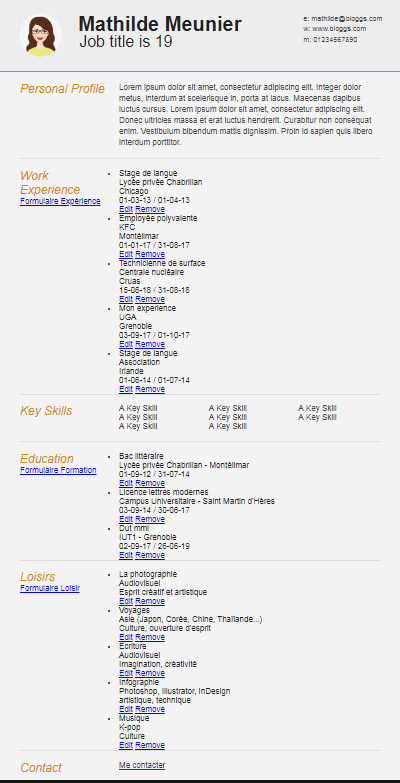 Mathilde Meunier
Job title is 19
e: mathilde@bloggs.com
w: www.bloggs.com
m: 01234567890
Personal Profile
Lorem ipsum dolor sit amet, consectetur adipiscing elit. Integer dolor
metus, interdum at scelerisque in, porta at lacus. Maecenas dapibus
luctus cursus. Lorem ipsum dolor sit amet, consectetur adipiscing elit.
Donec ultricies massa et erat luctus hendrerit. Curabitur non consequat
enim. Vestibulum bibendum mattis dignissim. Proin id sapien quis libero
interdum porttitor.
Work
Experience
Formulaire Expérience
Stage de langue
Lycée privée Chabrillan
Chicago
01-03-13 / 01-04-13
Edit Remove
Employée polyvalente
KFC
Montélimar
01-01-17 / 31-08-17
Edit Remove
Technicienne de surface
Centrale nucléaire
Cruas
15-06-18 / 31-08-18
Edit Remove
Mon experience
UGA
Grenoble
03-09-17 / 01-10-17
Edit Remove
Stage de langue
Association
Irlande
01-06-14 / 01-07-14
Edit Remove
Key Skills
A Key Skill A Key Skill A Key Skill
A Key Skill A Key Skill A Key Skill
A Key Skill A Key Skill
Education
Formulaire Formation
Bac littéraire
Lycée privée Chabrillan - Montélimar
01-09-12 / 31-07-14
Edit Remove
Licence lettres modernes
Campus Universitaire - Saint Martin d'Hères
03-09-14 / 30-06-17
Edit Remove
Dut mmi
IUT1 - Grenoble
02-09-17 / 26-06-19
Edit Remove
Loisirs
Formulaire Loisir
La photographie
Audiovisuel
Esprit créatif et artistique
Edit Remove
Voyages
Asie (Japon, Corée, Chine, Thaïlande...)
Culture, ouverture d'esprit
Edit Remove
Ecriture
Audiovisuel
Imagination, créativité
Edit Remove
Infographie
Photoshop, Illustrator, InDesign
artistique, technique
Edit Remove
Musique
K-pop
Culture
Edit Remove
Contact
Me contacter